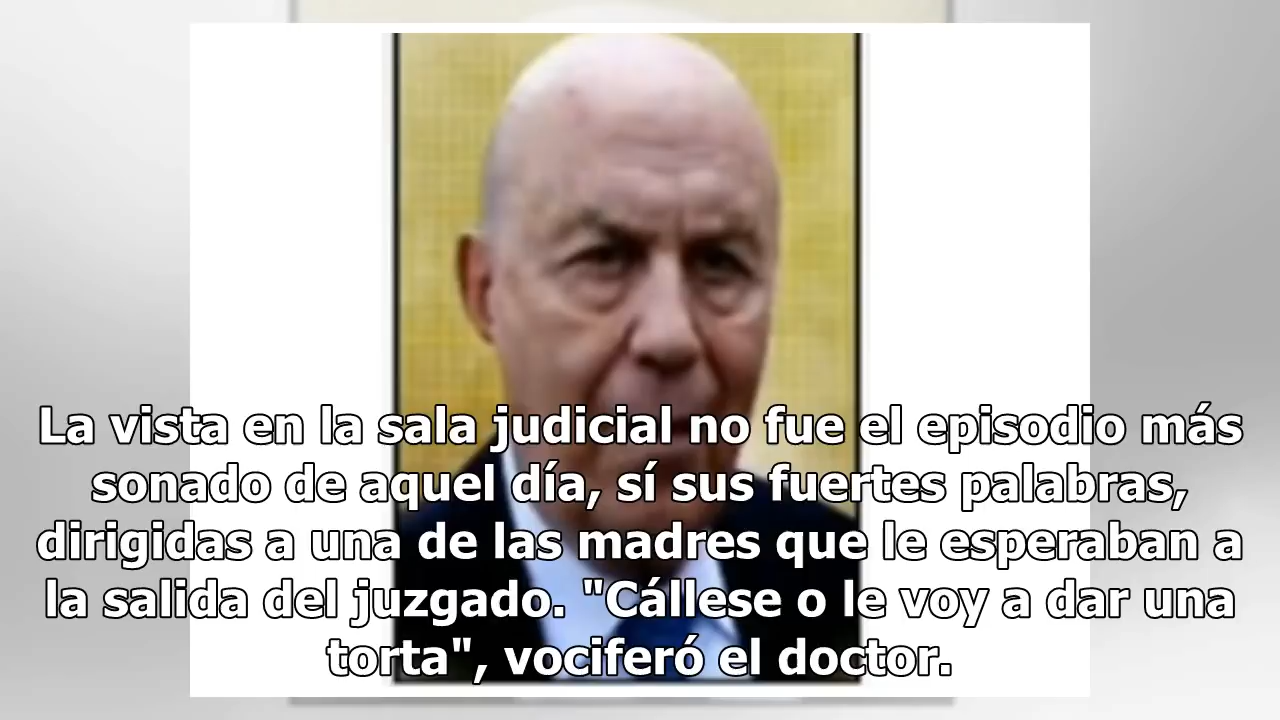 La vista en la sala judicial no fue el episodio más
sonado de aquel día, sí sus fuertes palabras,
dirigidas a una de las madres que le esperaban a
la salida del juzgado. "Cállese o le voy a dar una
torta", vociferó el doctor.